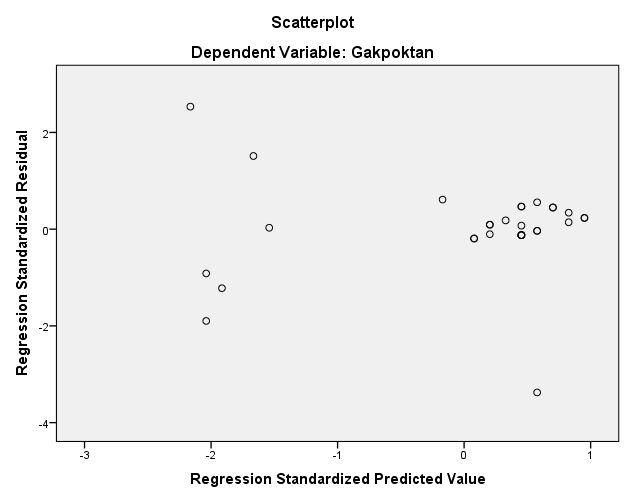 Scatterplot
Dependent Variable: Gakpoktan
Regression Standardized Residual
2
0
-2
-4
-3
-2
-1
0
1
Regression Standardized Predicted Value